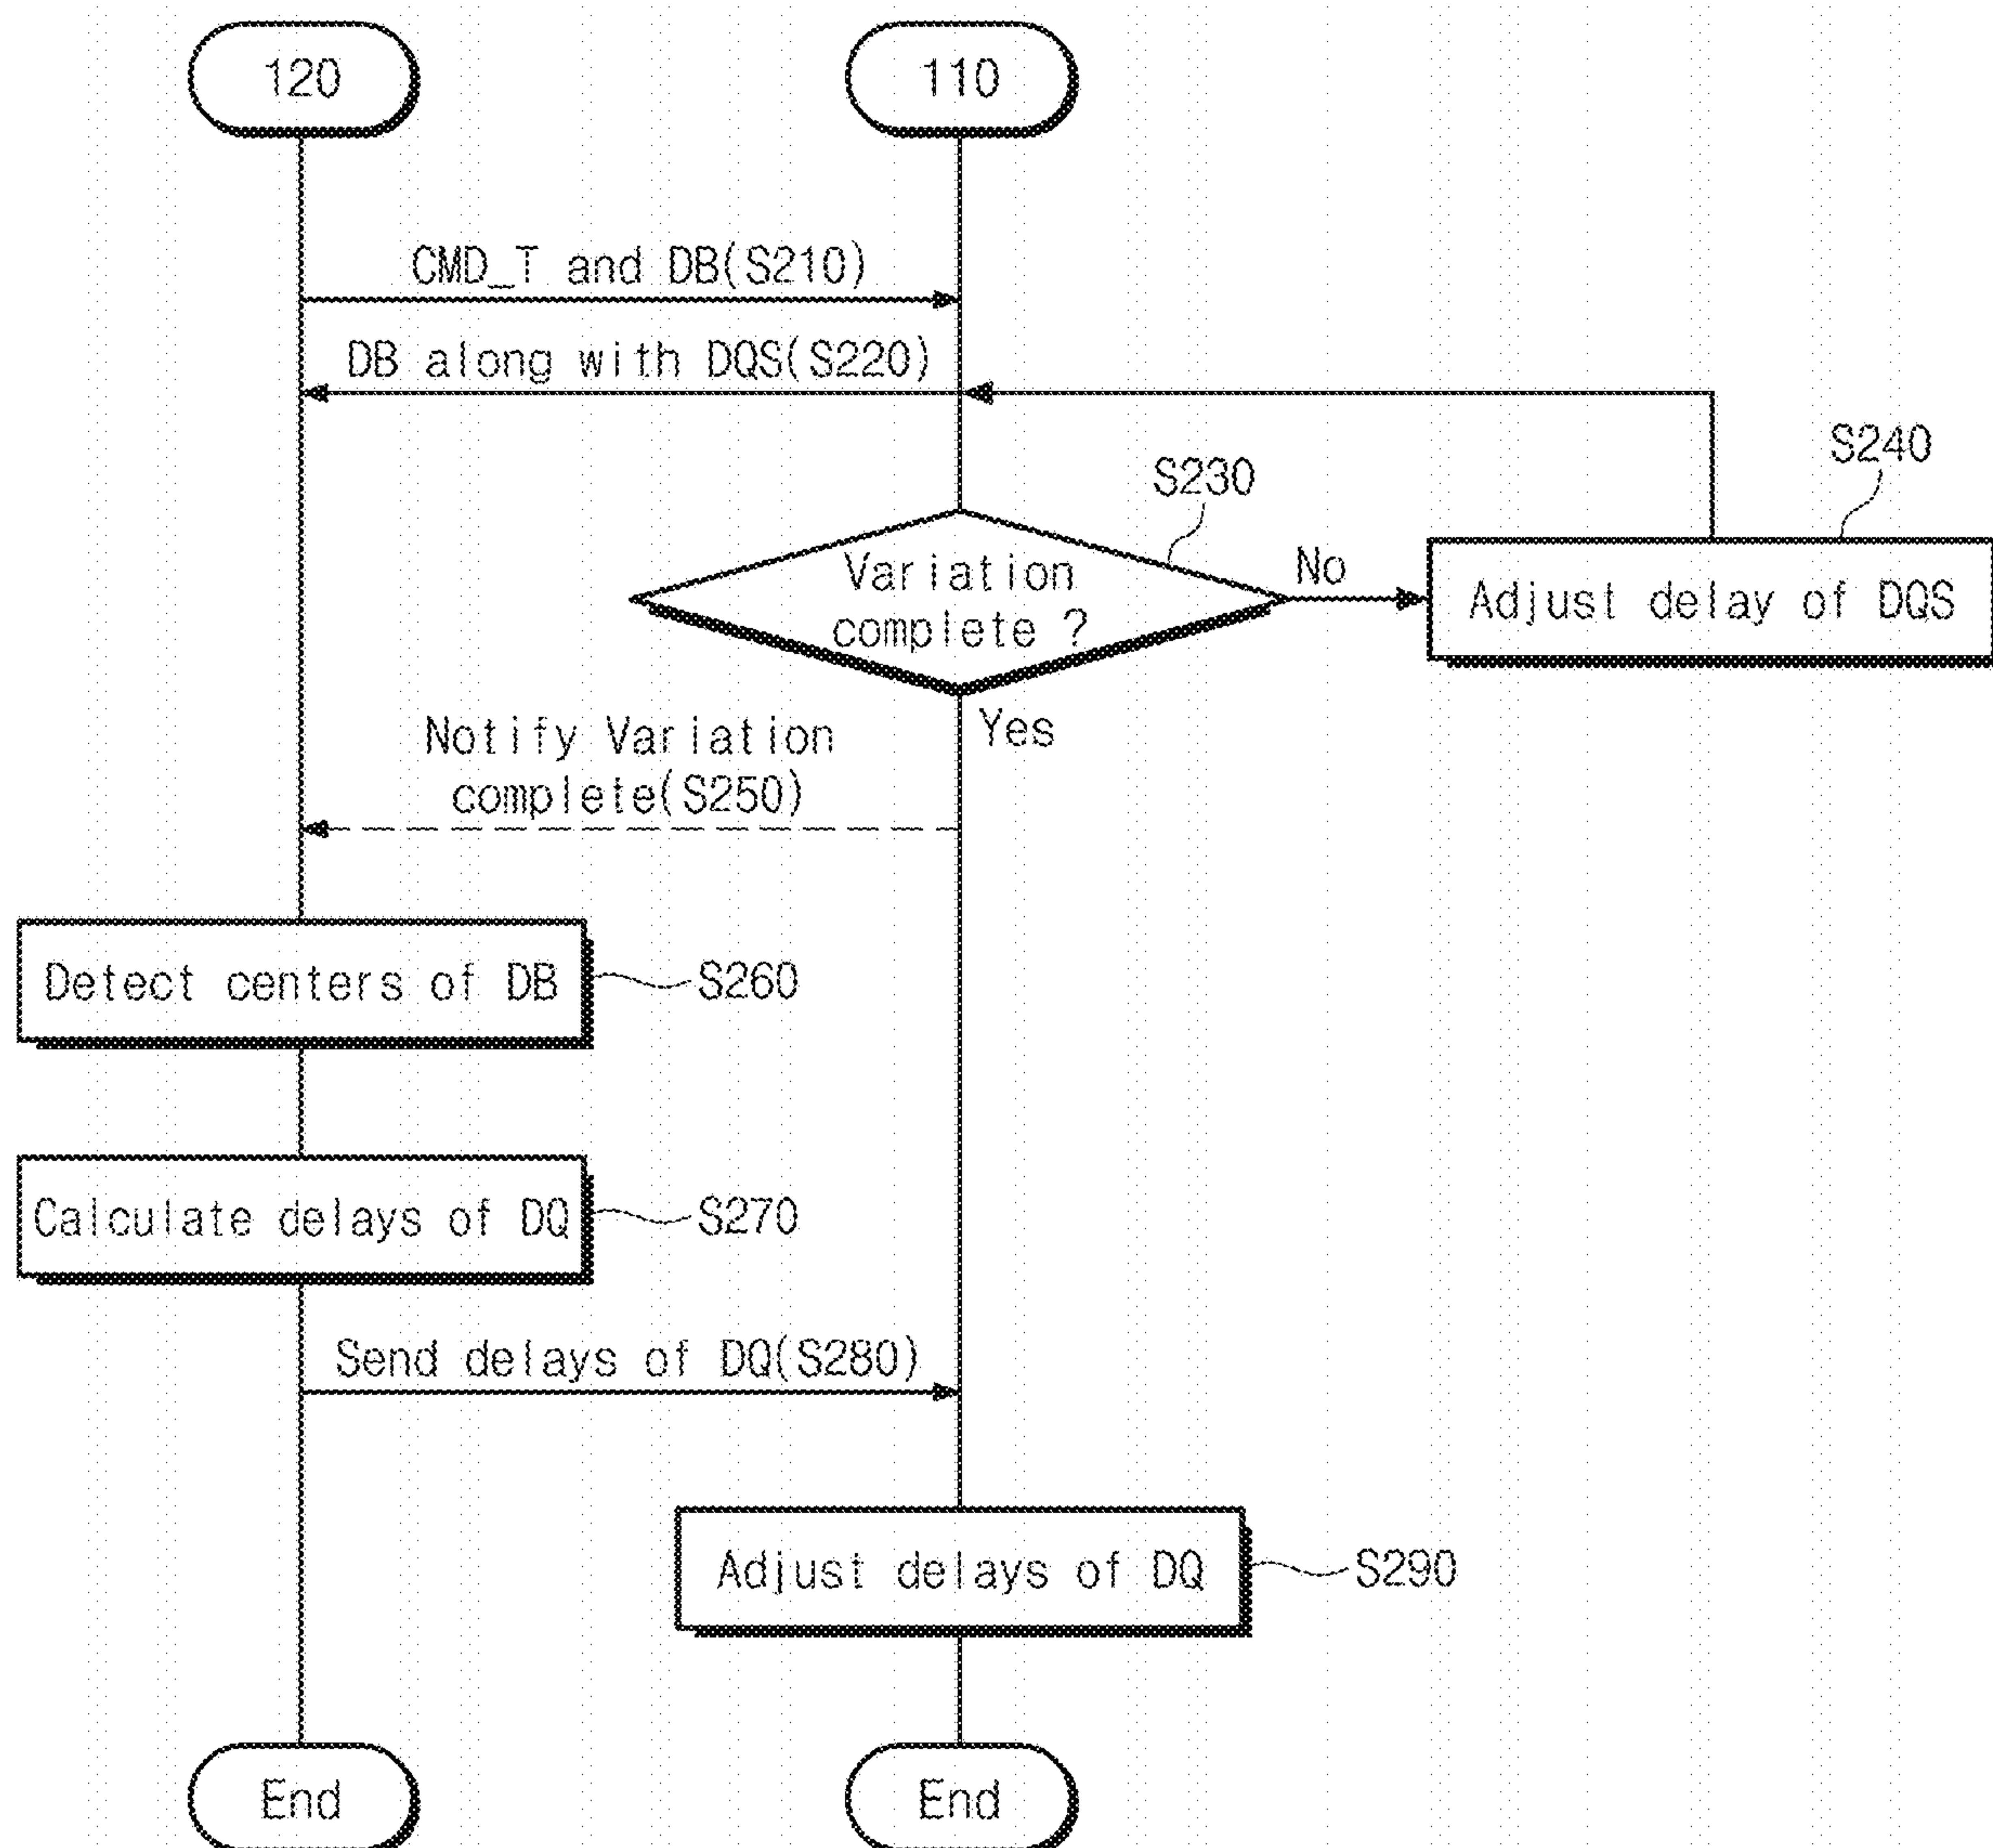 120
110
CMD_T and DB(S210)
DB along with DQS(S220)
S240
S230
Variation
complete ?
No
Adjust delay of DQS
Yes
Notify Variation
complete(S250)
Detect centers of DB
S260
Calculate delays of DQ
S270
Send delays of DQ(S280)
Adjust delays of DQ
S290
End
End